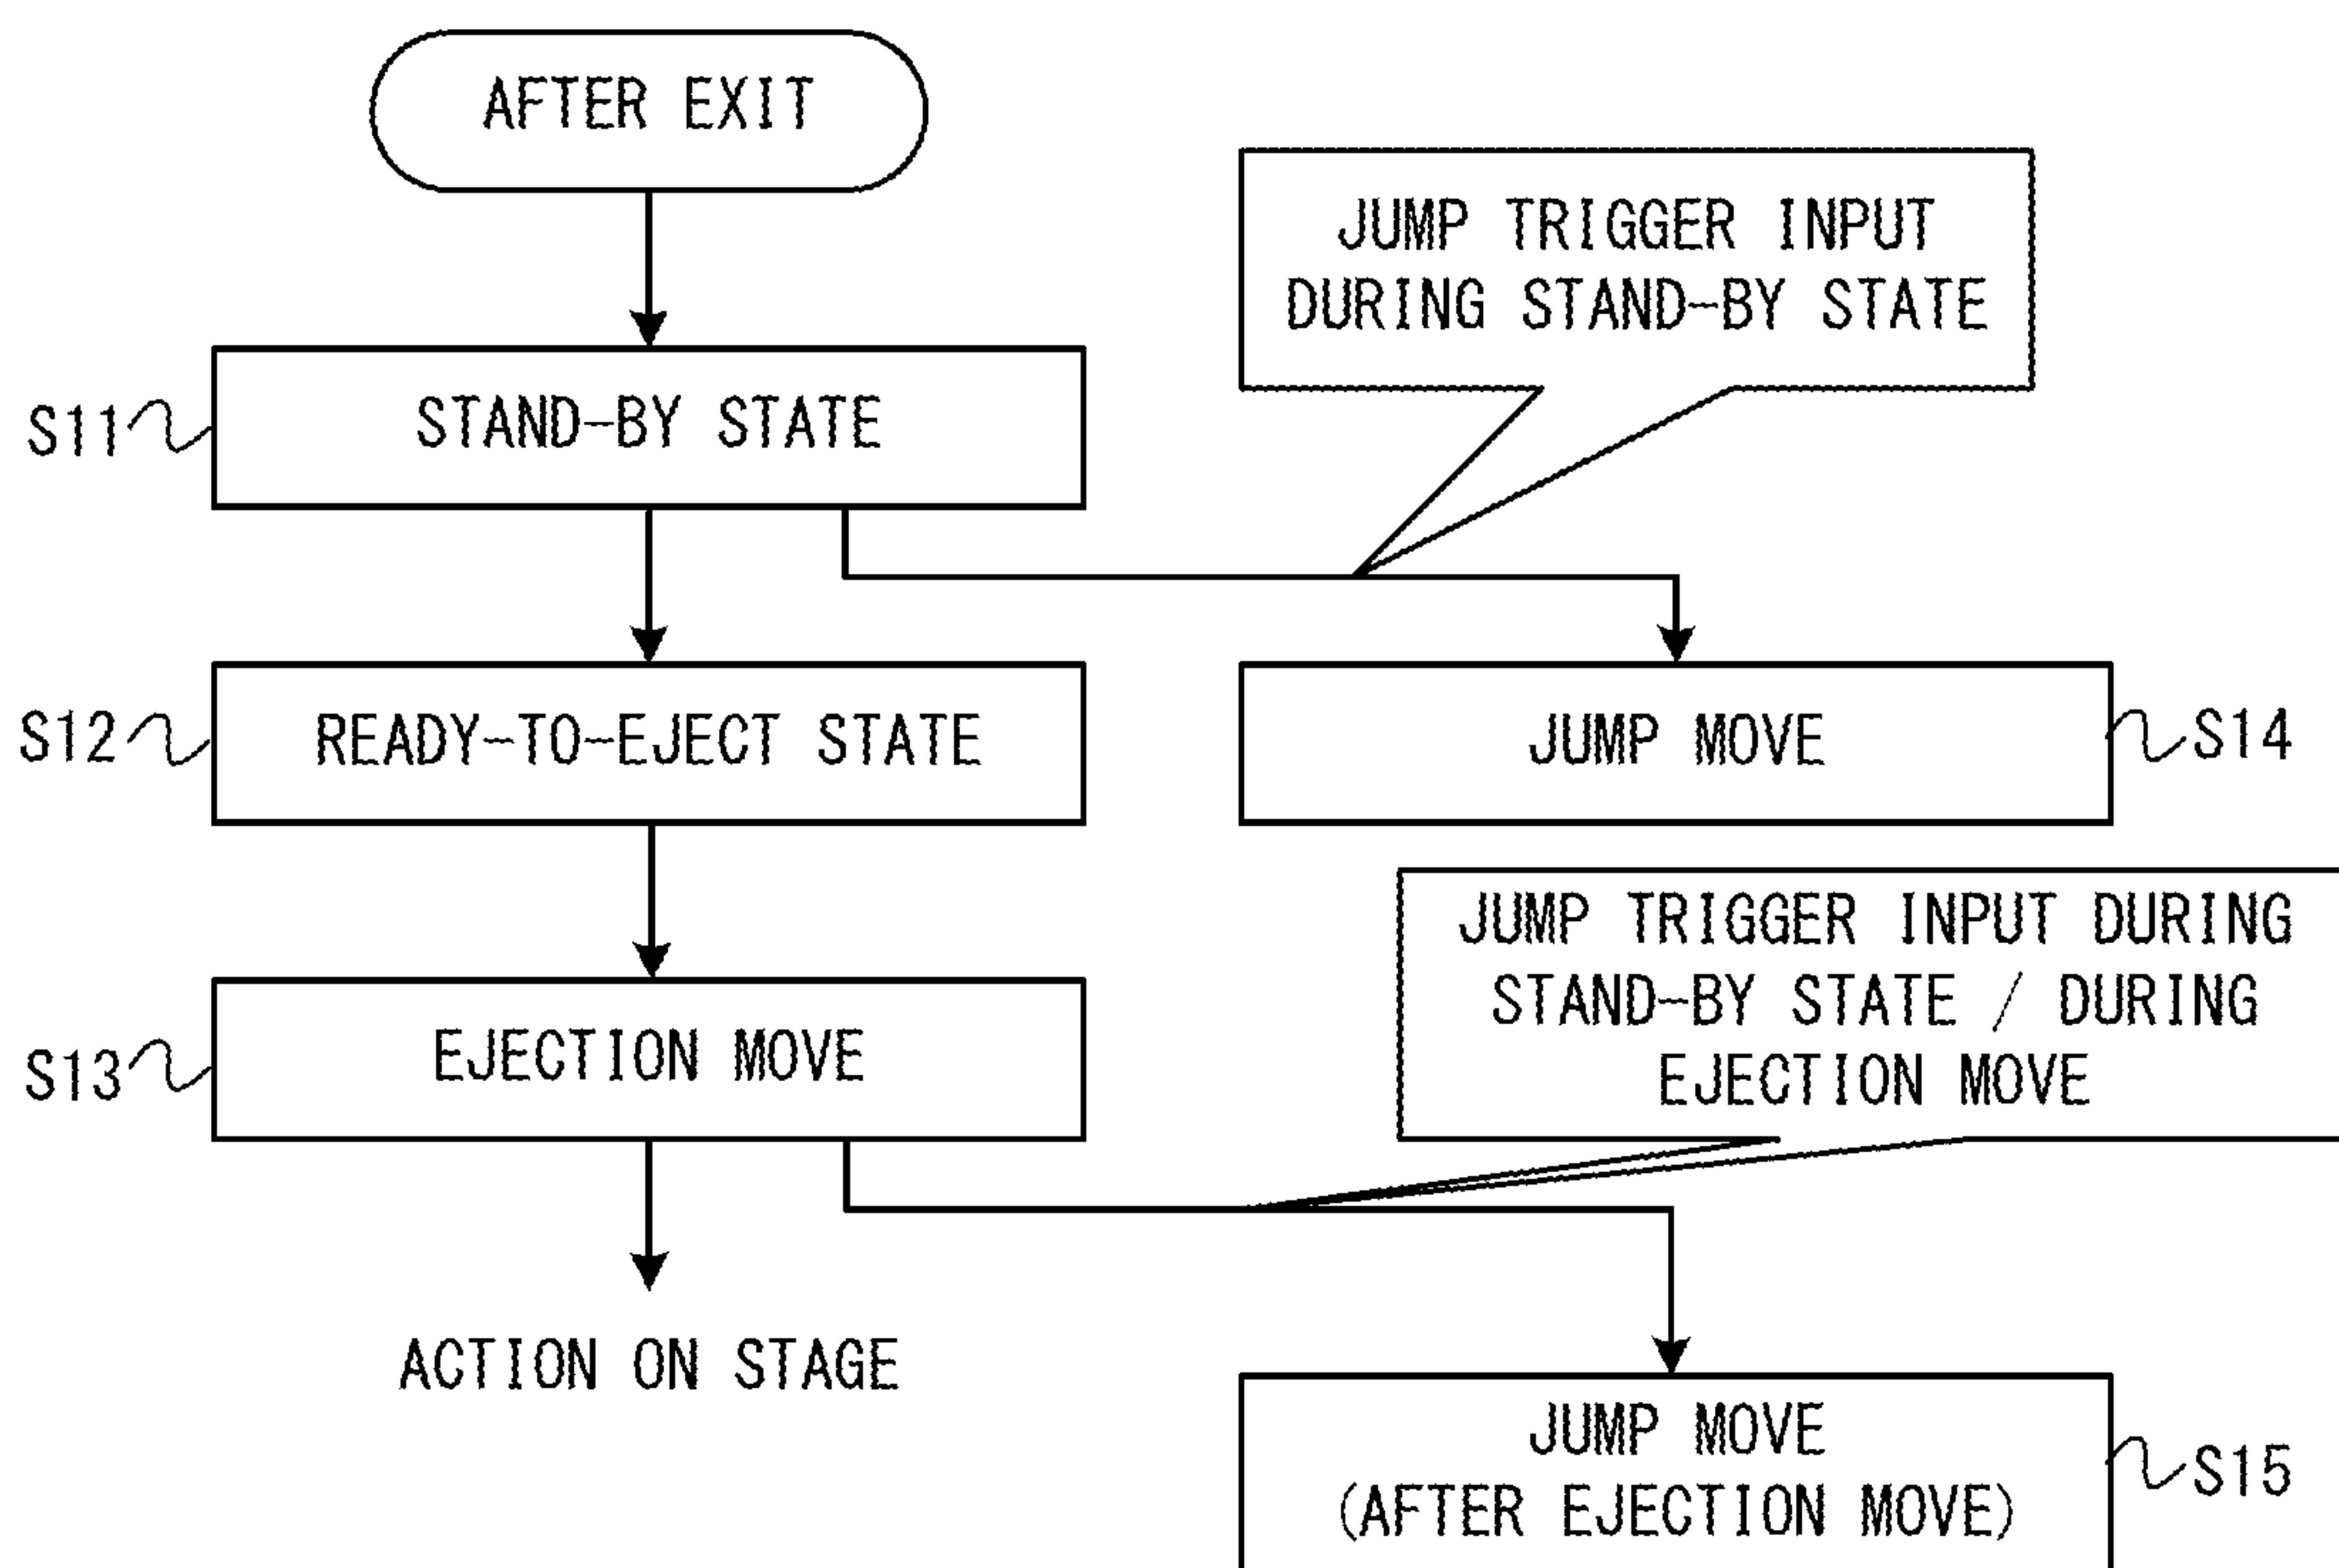 AFTER EXIT
JUMP TRIGGER INPUT
DURING STAND-BY STATE
S11
STAND-BY STATE
S12
READY-TO-EJECT STATE
JUMP MOVE
S14
JUMP TRIGGER INPUT DURING
STAND-BY STATE / DURING
EJECTION MOVE
S13
EJECTION MOVE
ACTION ON STAGE
JUMP MOVE
(AFTER EJECTION MOVE)
S15